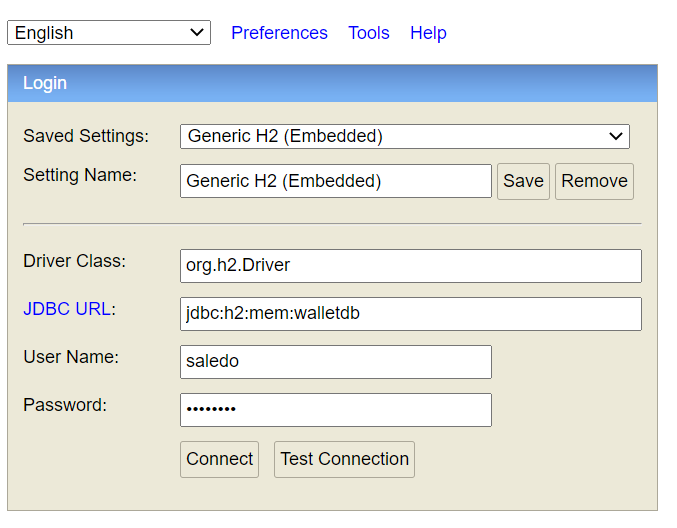 English Preferences Tools Help
Login
Saved Settings: Generic H2 (Embedded)
Setting Name: Generic H2 (Embedded) Save Remove
Driver Class: org.h2.Driver
JDBC URL: jdbc:h2:mem:walletdb
User Name: saledo
Password: ••••••••
Connect Test Connection